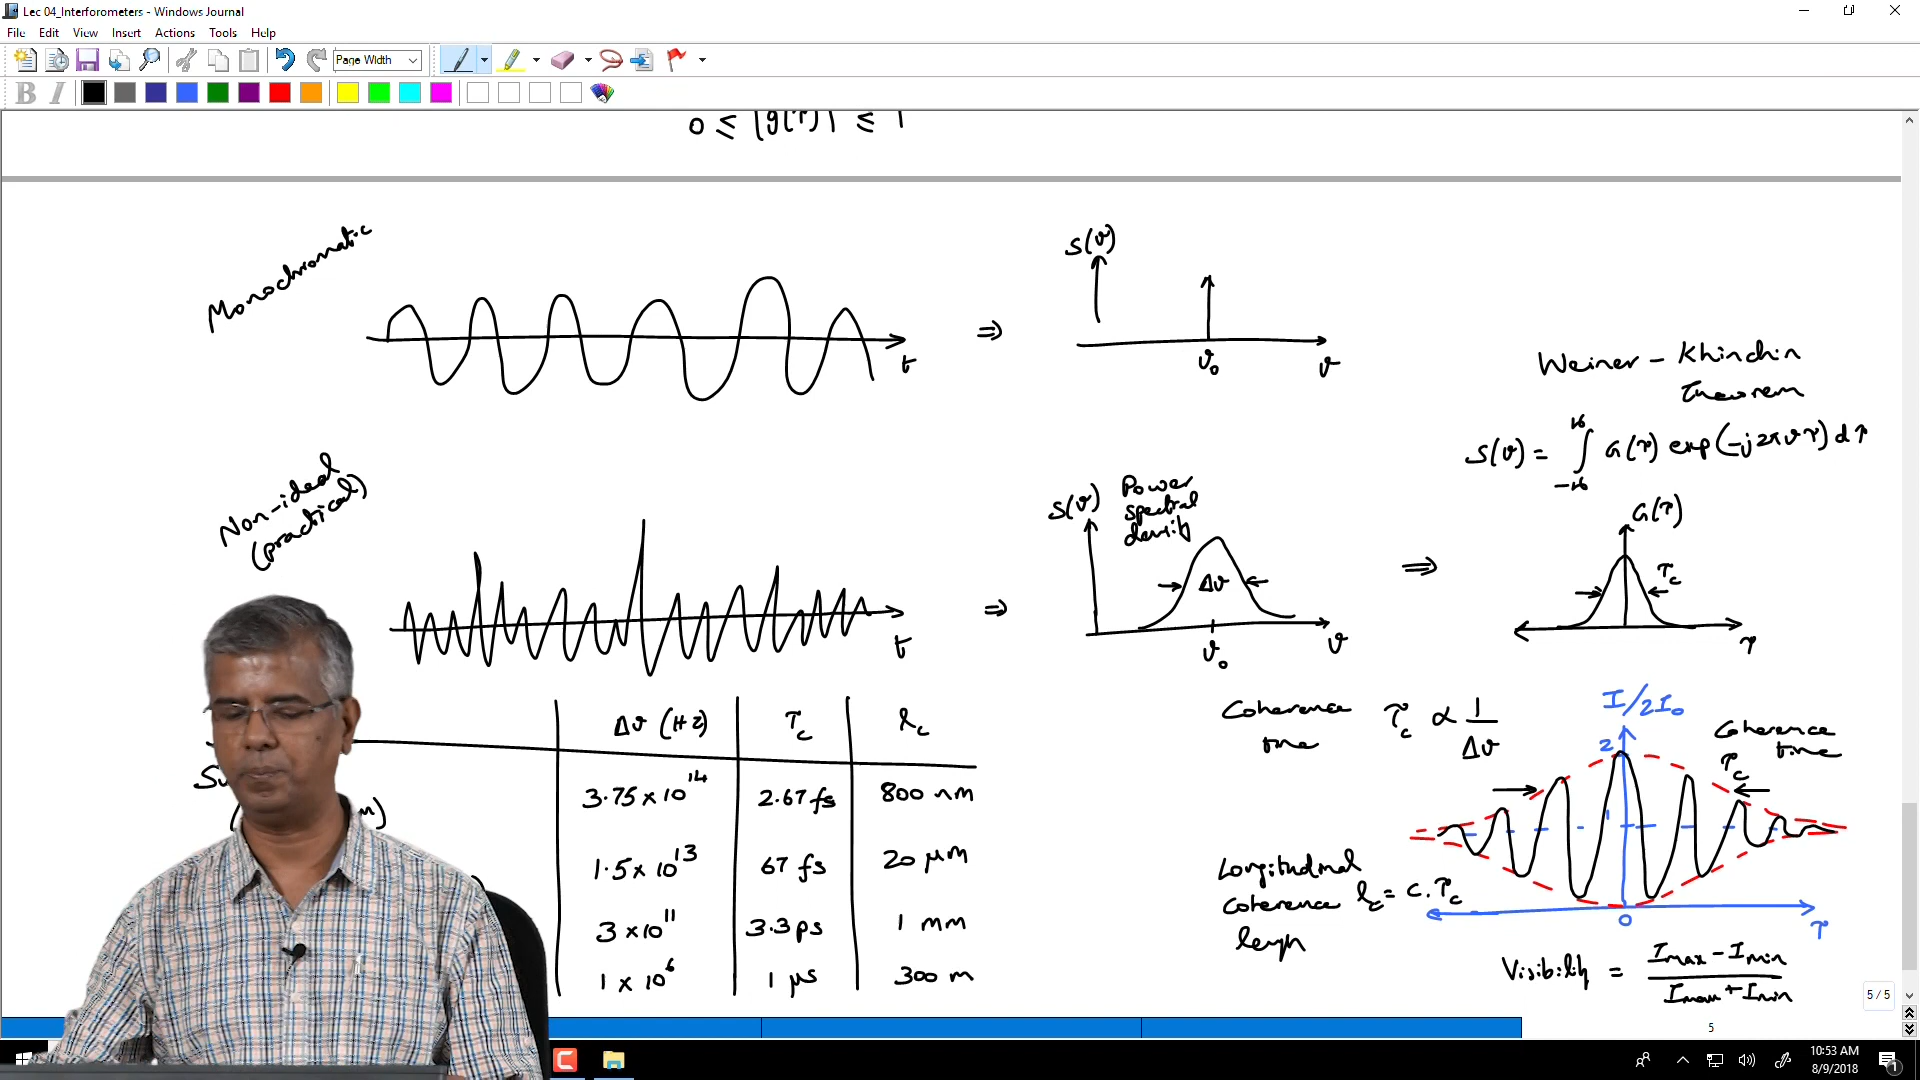 Lec 04_Interforometers - Windows Journal
File Edit View Insert Actions Tools Help
Page Width
B I
0 ≤ |g(τ)| ≤ 1
Monochromatic
t
⇒
S(ν)
ν₀
ν
Weiner - Khinchin
Theorem
S(ν) = ∫ G(τ) exp(-j2πντ) dτ
Non-ideal
(practical)
t
⇒
S(ν)
Power
spectral
density
Δν
ν₀
ν
⇒
G(τ)
τc
τ
Δν (Hz) τc lc
3.75 x 10¹⁴ 2.67 fs 800 nm
1.5 x 10¹³ 67 fs 20 μm
3 x 10¹¹ 3.3 ps 1 mm
1 x 10⁶ 1 μs 300 m
Coherence
time
τc ∝ 1/Δν
I/2I₀
2
1
Coherence
time
τc
0
τ
Longitudinal
Coherence lc = c.τc
length
Visibility = Imax - Imin / Imax + Imin
5 / 5
5
10:53 AM
8/9/2018
1